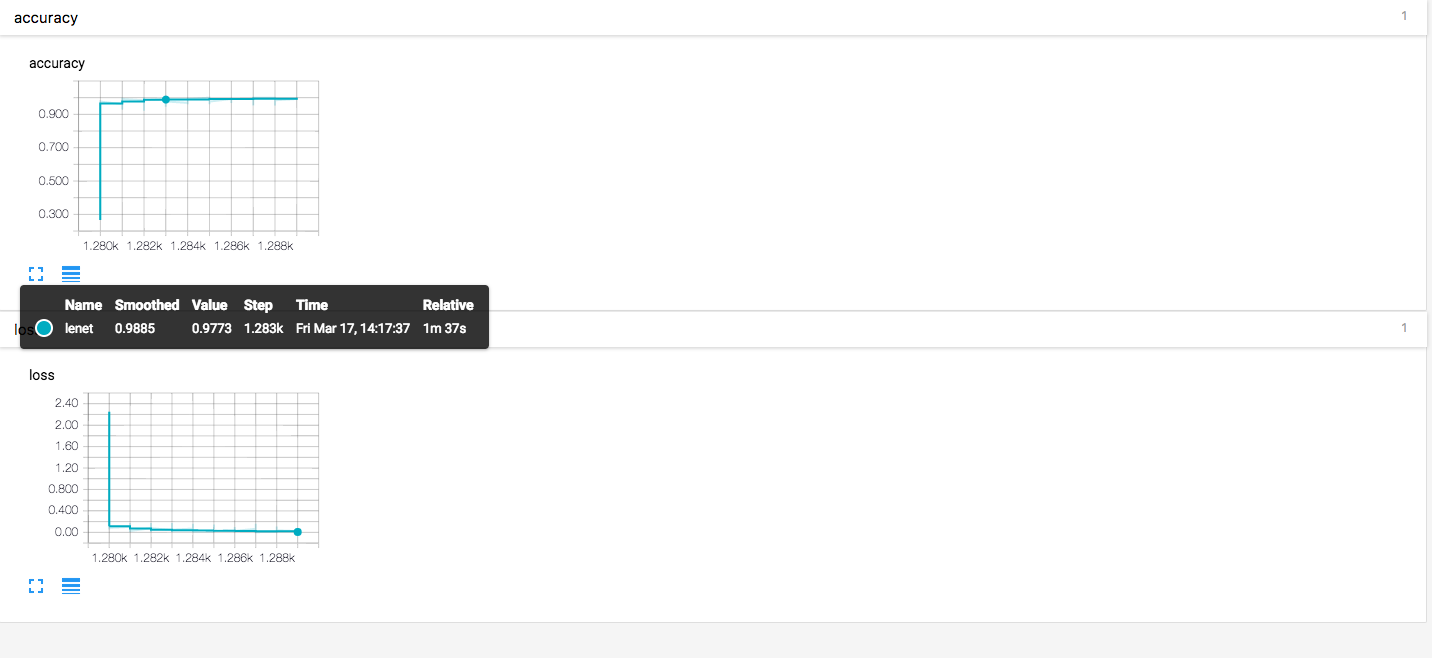 accuracy 1
accuracy
0.900
0.700
0.500
0.300
1.280k 1.282k 1.284k 1.286k 1.288k
Name Smoothed Value Step Time Relative
lenet 0.9885 0.9773 1.283k Fri Mar 17, 14:17:37 1m 37s
los 1
loss
2.40
2.00
1.60
1.20
0.800
0.400
0.00
1.280k 1.282k 1.284k 1.286k 1.288k